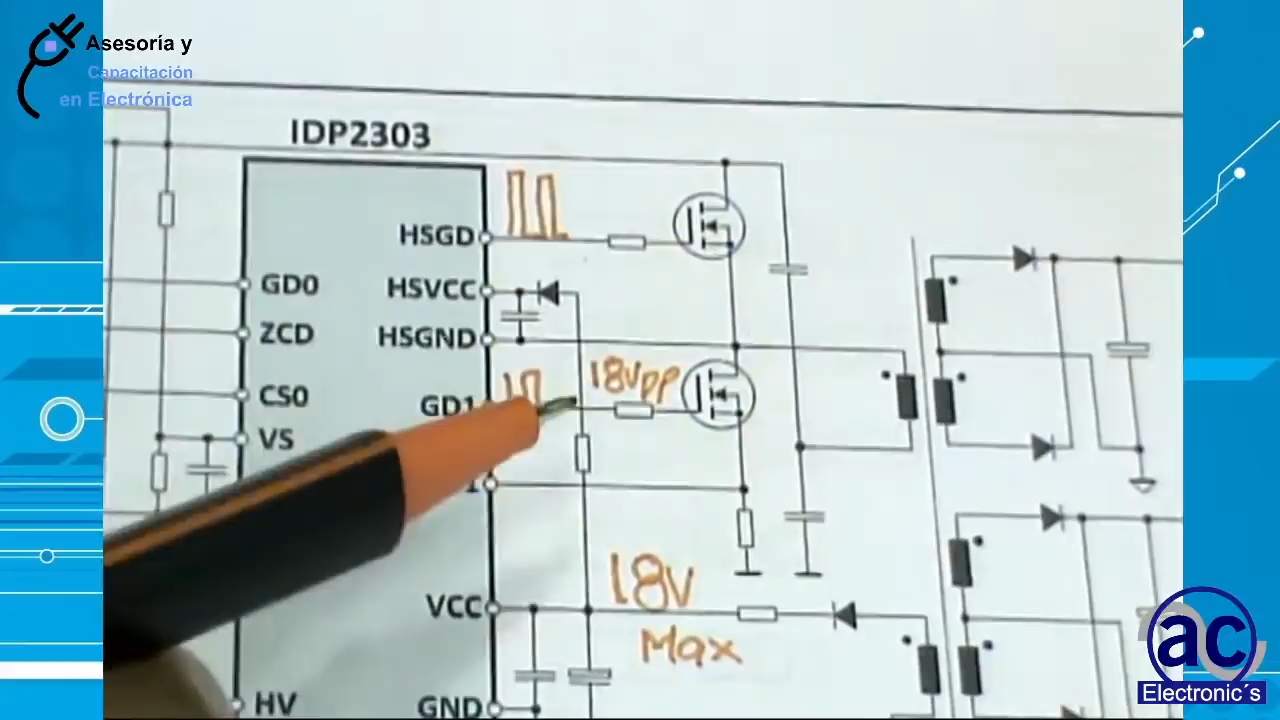 Asesoría y
Capacitación
en Electrónica
IDP2303
HSGD
GD0
HSVCC
ZCD
HSGND
18Vpp
CS0
GD1
VS
18V
VCC
Max
HV
GND
ac
Electronic´s